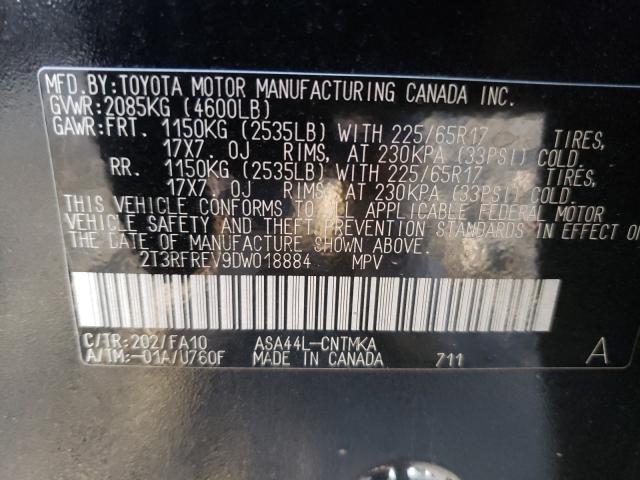 MFD.BY:TOYOTA MOTOR MANUFACTURING CANADA INC.
GVWR:2085KG (4600LB)
GAWR:FRT. 1150KG (2535LB) WITH 225/65R17 TIRES,
17X7. 0J RIMS, AT 230KPA (33PSI) COLD.
RR. 1150KG (2535LB) WITH 225/65R17 TIRES,
17X7. 0J RIMS, AT 230KPA (33PSI) COLD.
THIS VEHICLE CONFORMS TO ALL APPLICABLE FEDERAL MOTOR
VEHICLE SAFETY AND THEFT PREVENTION STANDARDS IN EFFECT O
THE DATE OF MANUFACTURE SHOWN ABOVE.
2T3RFREV9DW018884 MPV
C/TR:202/FA10 ASA44L-CNTMKA
A/TM:-01A/U760F MADE IN CANADA 711 A